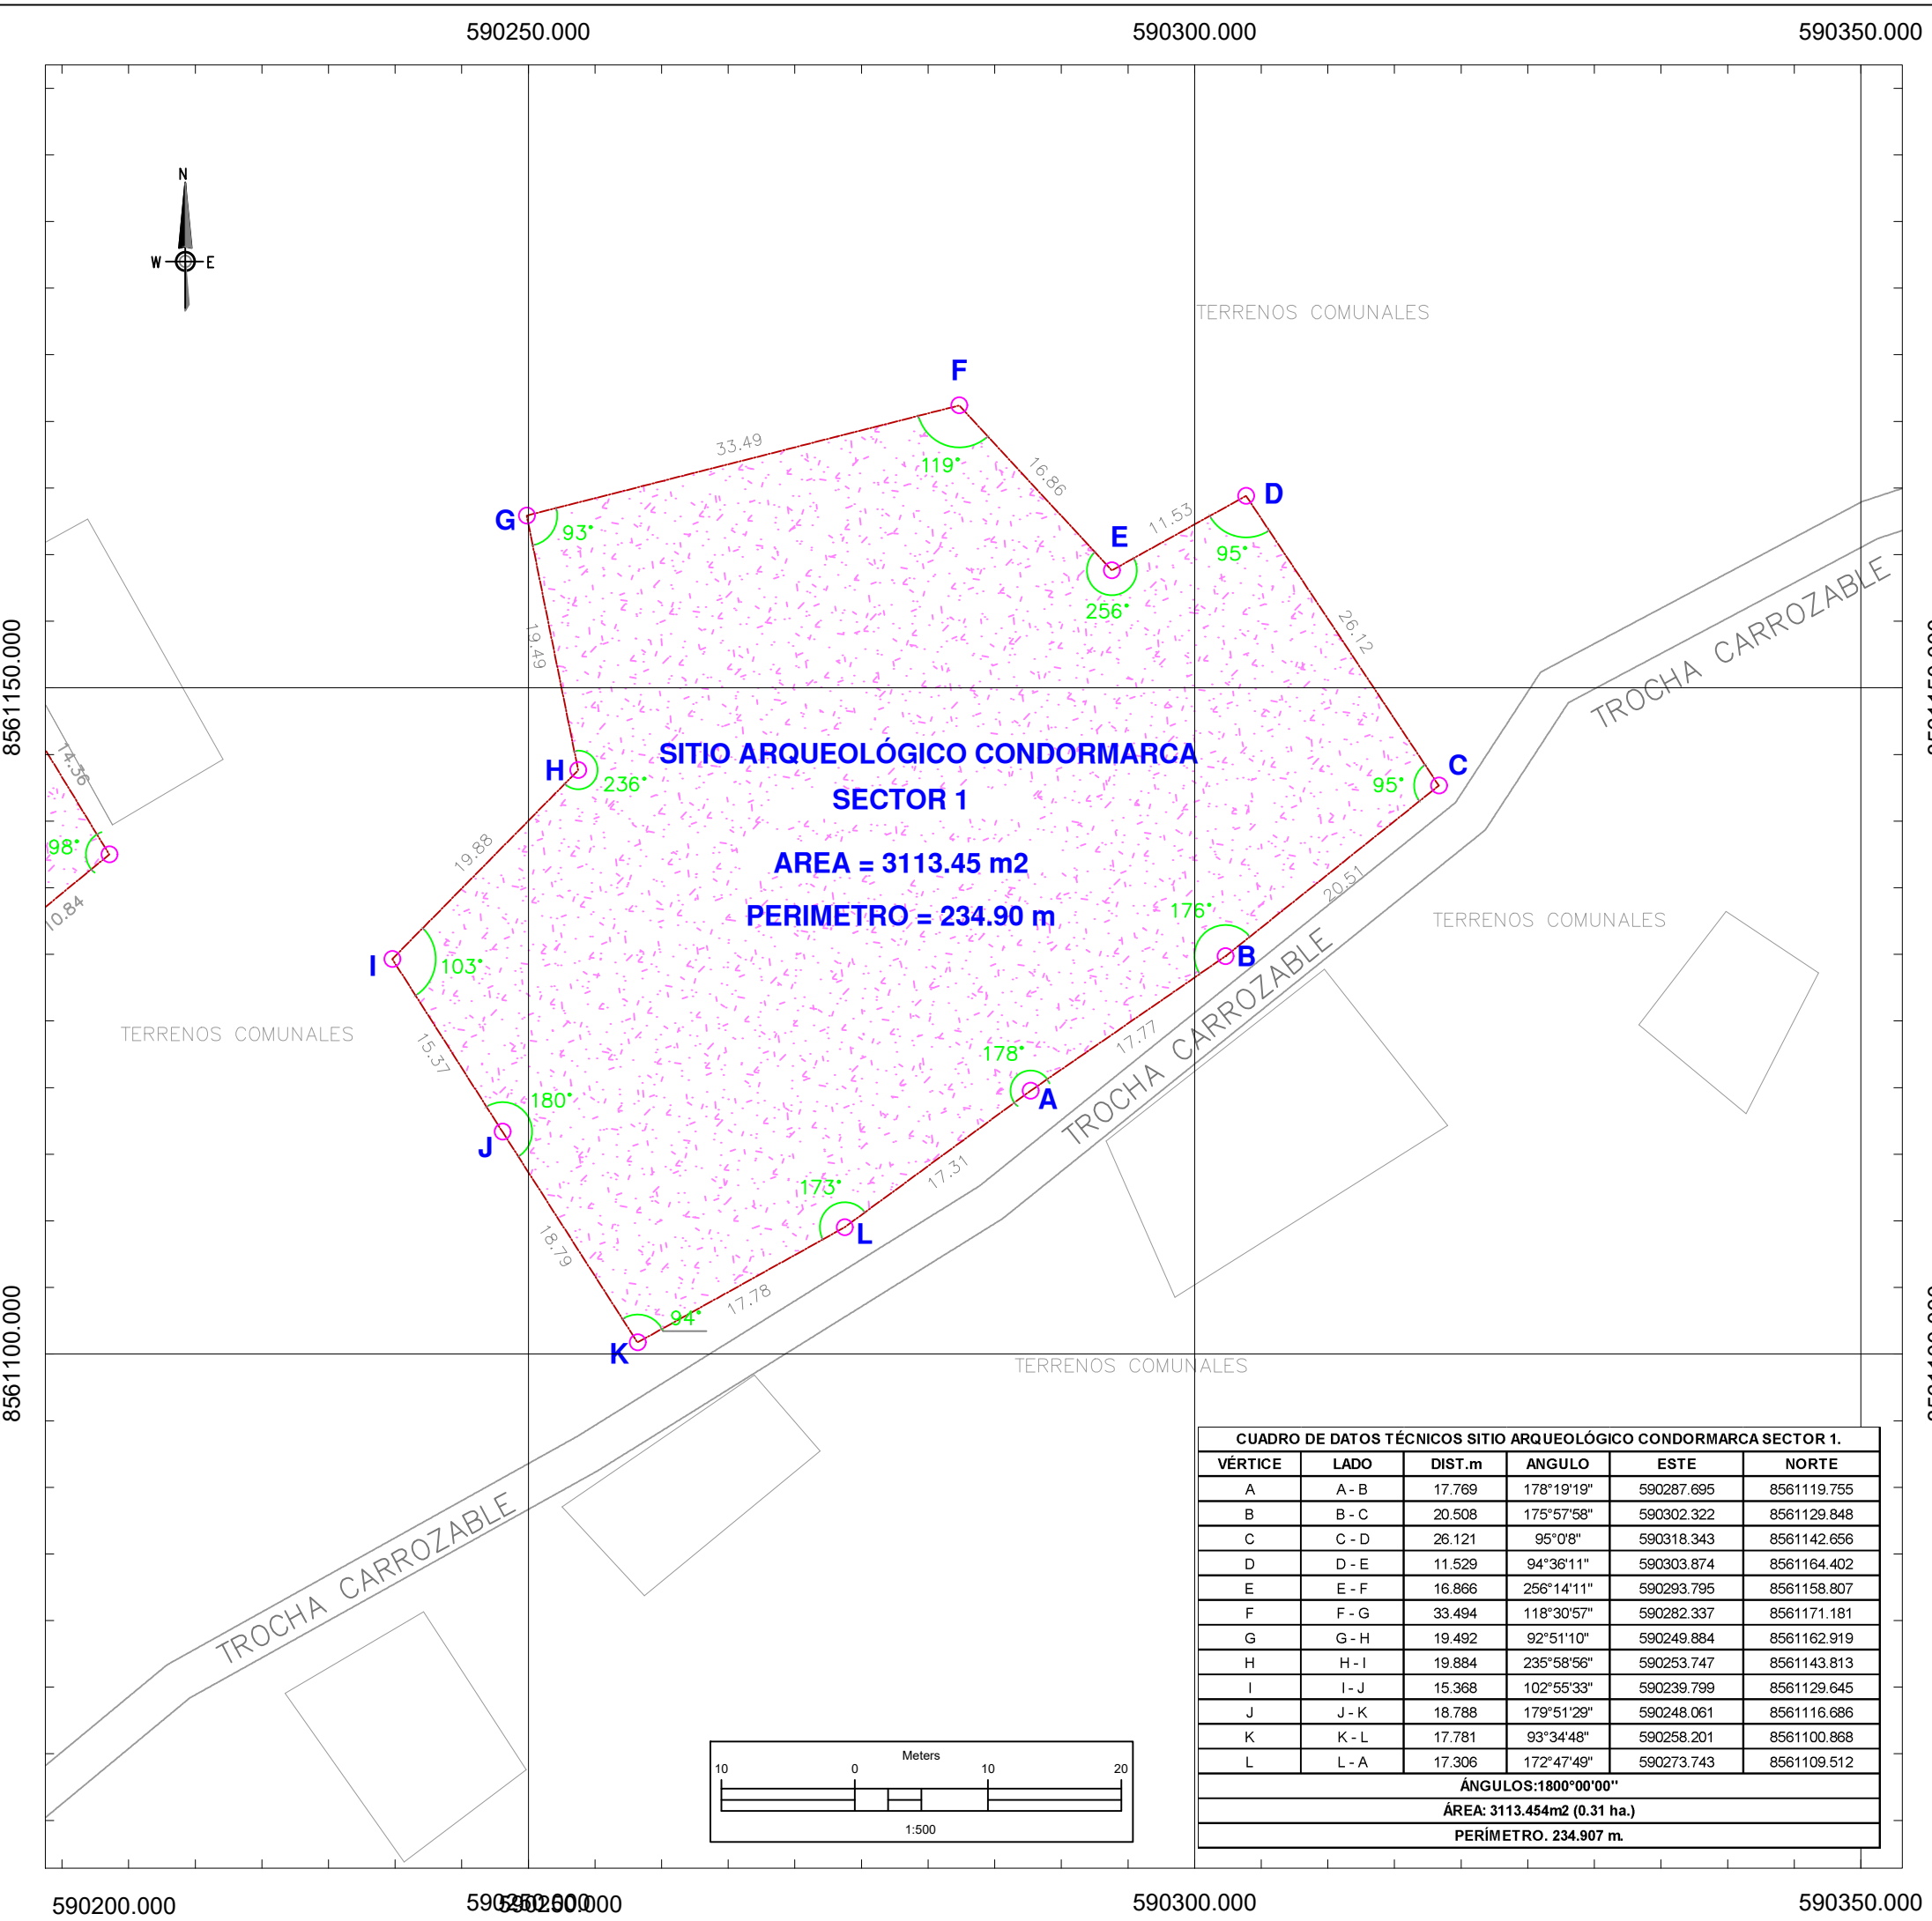 590250.000 590300.000 590350.000
N
W E
TERRENOS COMUNALES
F
33.49
119°
16.86
D
11.53
G
93°
E
95°
256°
26.12
19.49
TROCHA CARROZABLE
8561150.000
14.36
SITIO ARQUEOLÓGICO CONDORMARCA
H
236°
C
95°
SECTOR 1
98°
19.88
AREA = 3113.45 m2
10.84
PERIMETRO = 234.90 m
20.51
176°
TERRENOS COMUNALES
B
I
103°
TERRENOS COMUNALES
15.37
17.77
178°
TROCHA CARROZABLE
A
180°
J
17.31
173°
L
18.79
17.78
94°
K
8561100.000
TERRENOS COMUNALES
TROCHA CARROZABLE
CUADRO DE DATOS TÉCNICOS SITIO ARQUEOLÓGICO CONDORMARCA SECTOR 1.
VÉRTICE LADO DIST.m ANGULO ESTE NORTE
A A - B 17.769 178°19'19" 590287.695 8561119.755
B B - C 20.508 175°57'58" 590302.322 8561129.848
C C - D 26.121 95°0'8" 590318.343 8561142.656
D D - E 11.529 94°36'11" 590303.874 8561164.402
E E - F 16.866 256°14'11" 590293.795 8561158.807
F F - G 33.494 118°30'57" 590282.337 8561171.181
G G - H 19.492 92°51'10" 590249.884 8561162.919
H H - I 19.884 235°58'56" 590253.747 8561143.813
I I - J 15.368 102°55'33" 590239.799 8561129.645
J J - K 18.788 179°51'29" 590248.061 8561116.686
K K - L 17.781 93°34'48" 590258.201 8561100.868
L L - A 17.306 172°47'49" 590273.743 8561109.512
ÁNGULOS:1800°00'00"
ÁREA: 3113.454m2 (0.31 ha.)
PERÍMETRO. 234.907 m.
Meters
10 0 10 20
1:500
590200.000 590250.000 590300.000 590350.000